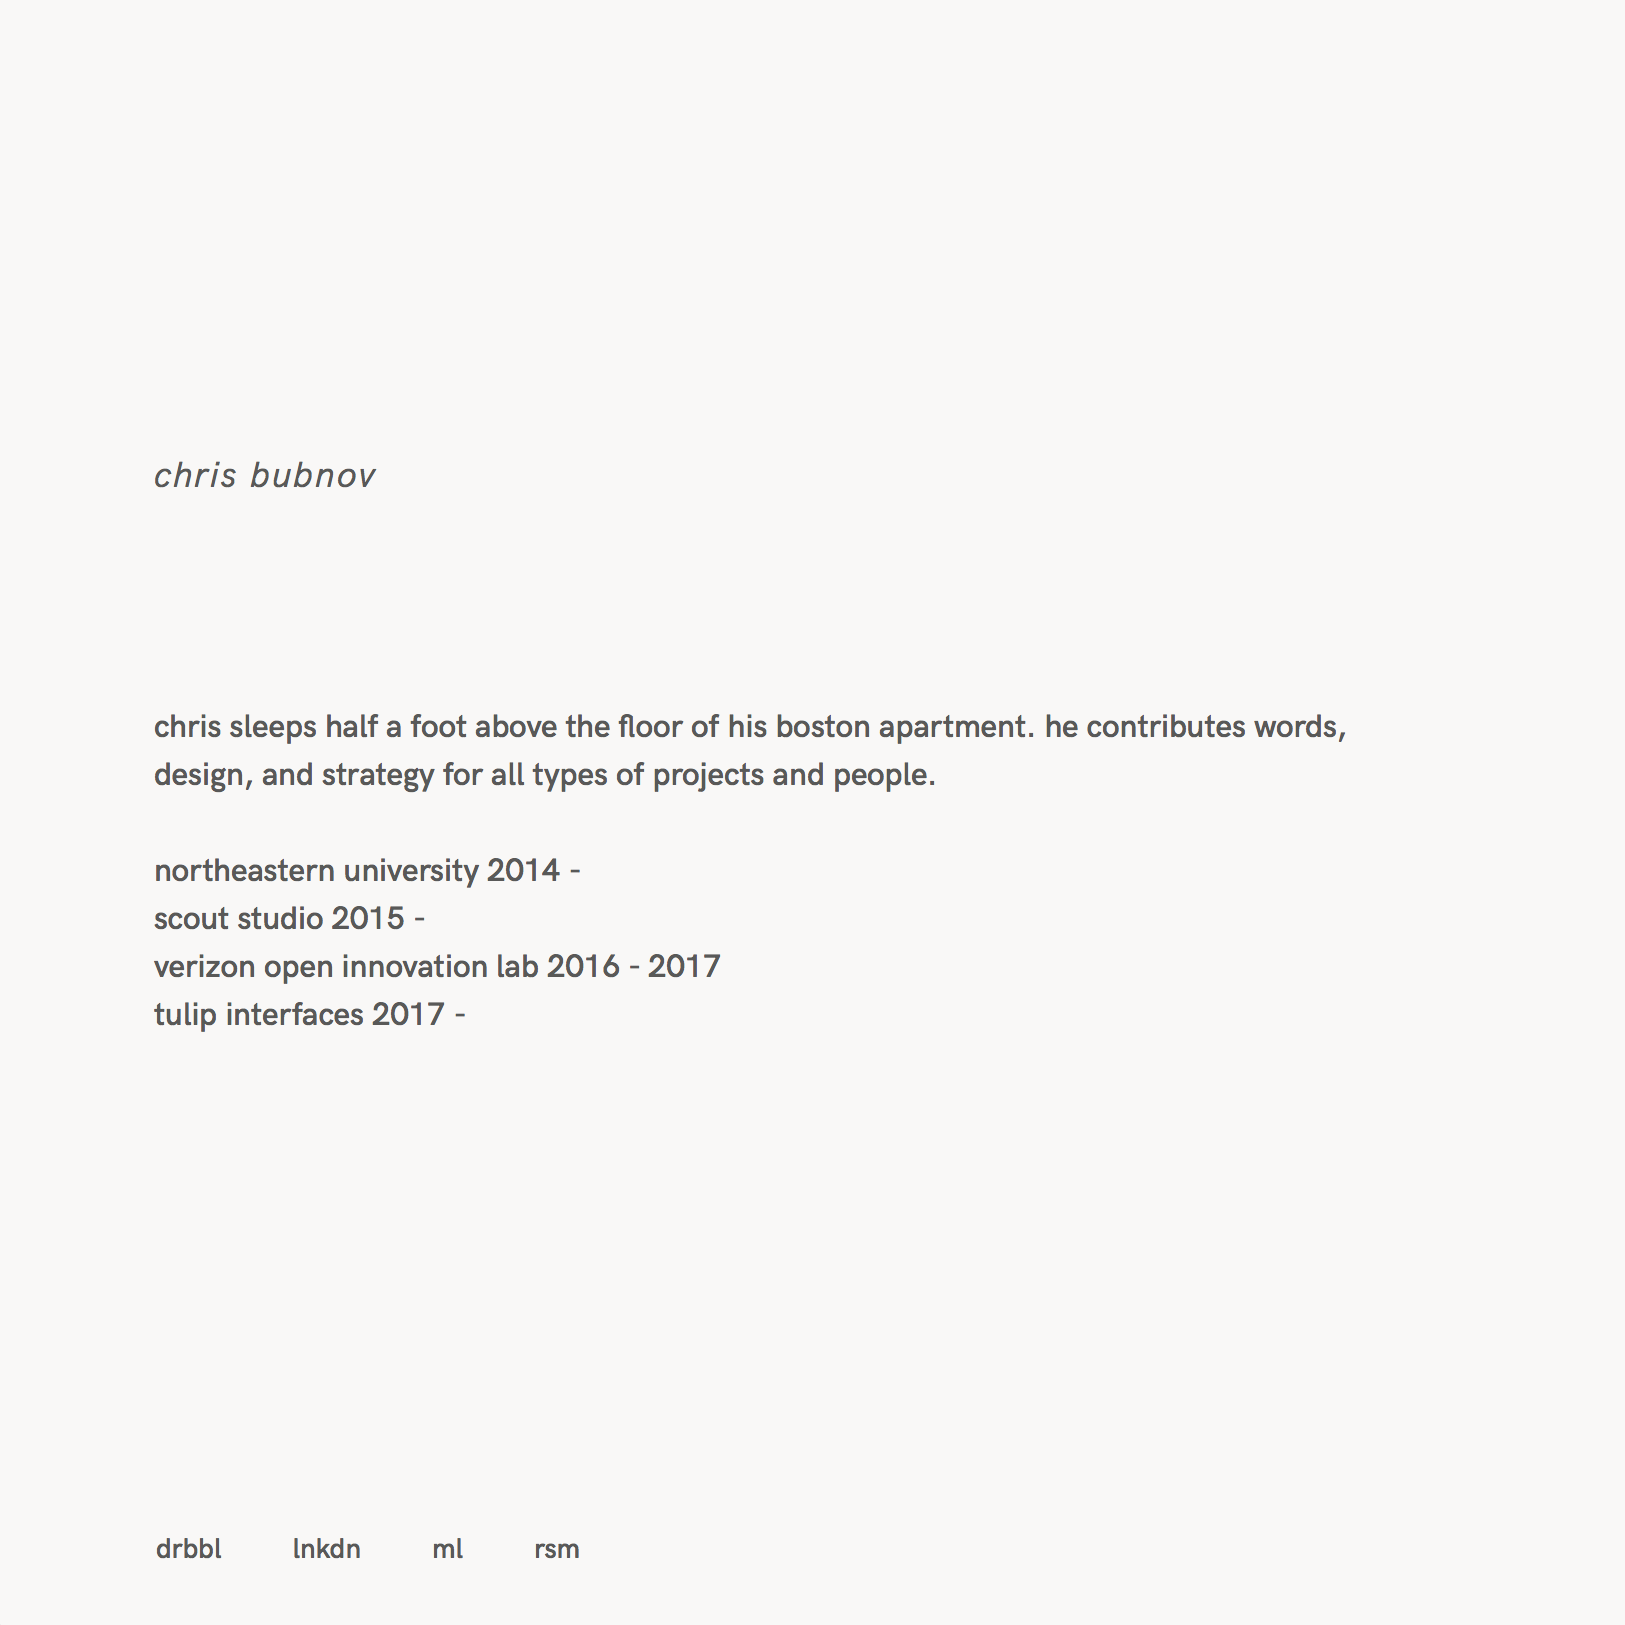 chris bubnov
chris sleeps half a foot above the floor of his boston apartment. he contributes words,
design, and strategy for all types of projects and people.
northeastern university 2014 -
scout studio 2015 -
verizon open innovation lab 2016 - 2017
tulip interfaces 2017 -
drbbl lnkdn ml rsm